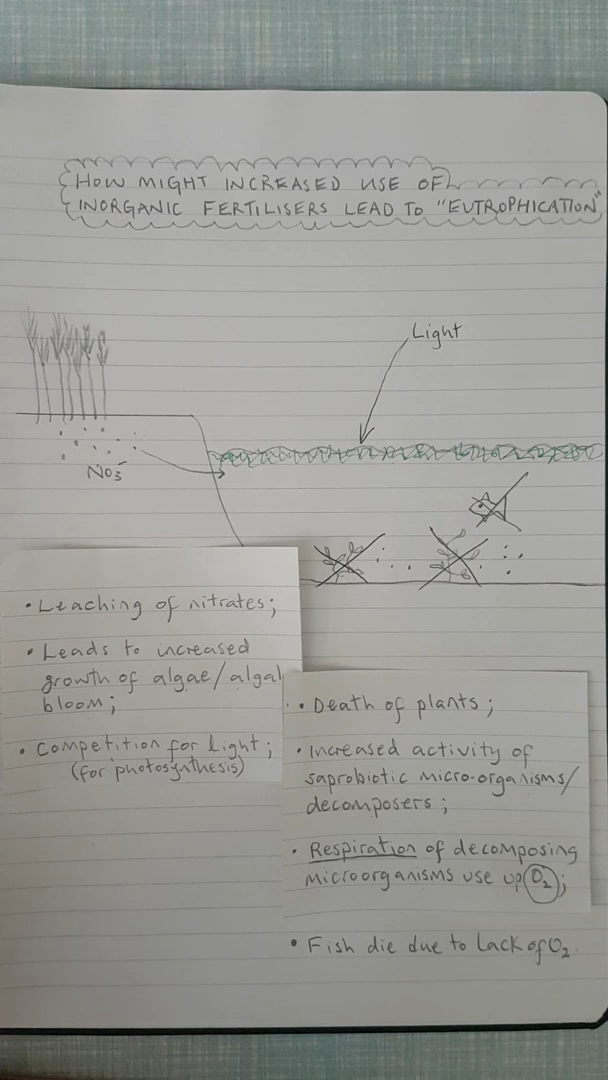 HOW MIGHT INCREASED USE OF
INORGANIC FERTILISERS LEAD TO "EUTROPHICATION"
Light
NO3-
• Leaching of nitrates;
• Leads to increased
growth of algae/algal
bloom;
• Competition for light;
(for photosynthesis)
• Death of plants;
• Increased activity of
saprobiotic micro-organisms/
decomposers;
• Respiration of decomposing
microorganisms use up O2;
• Fish die due to lack of O2